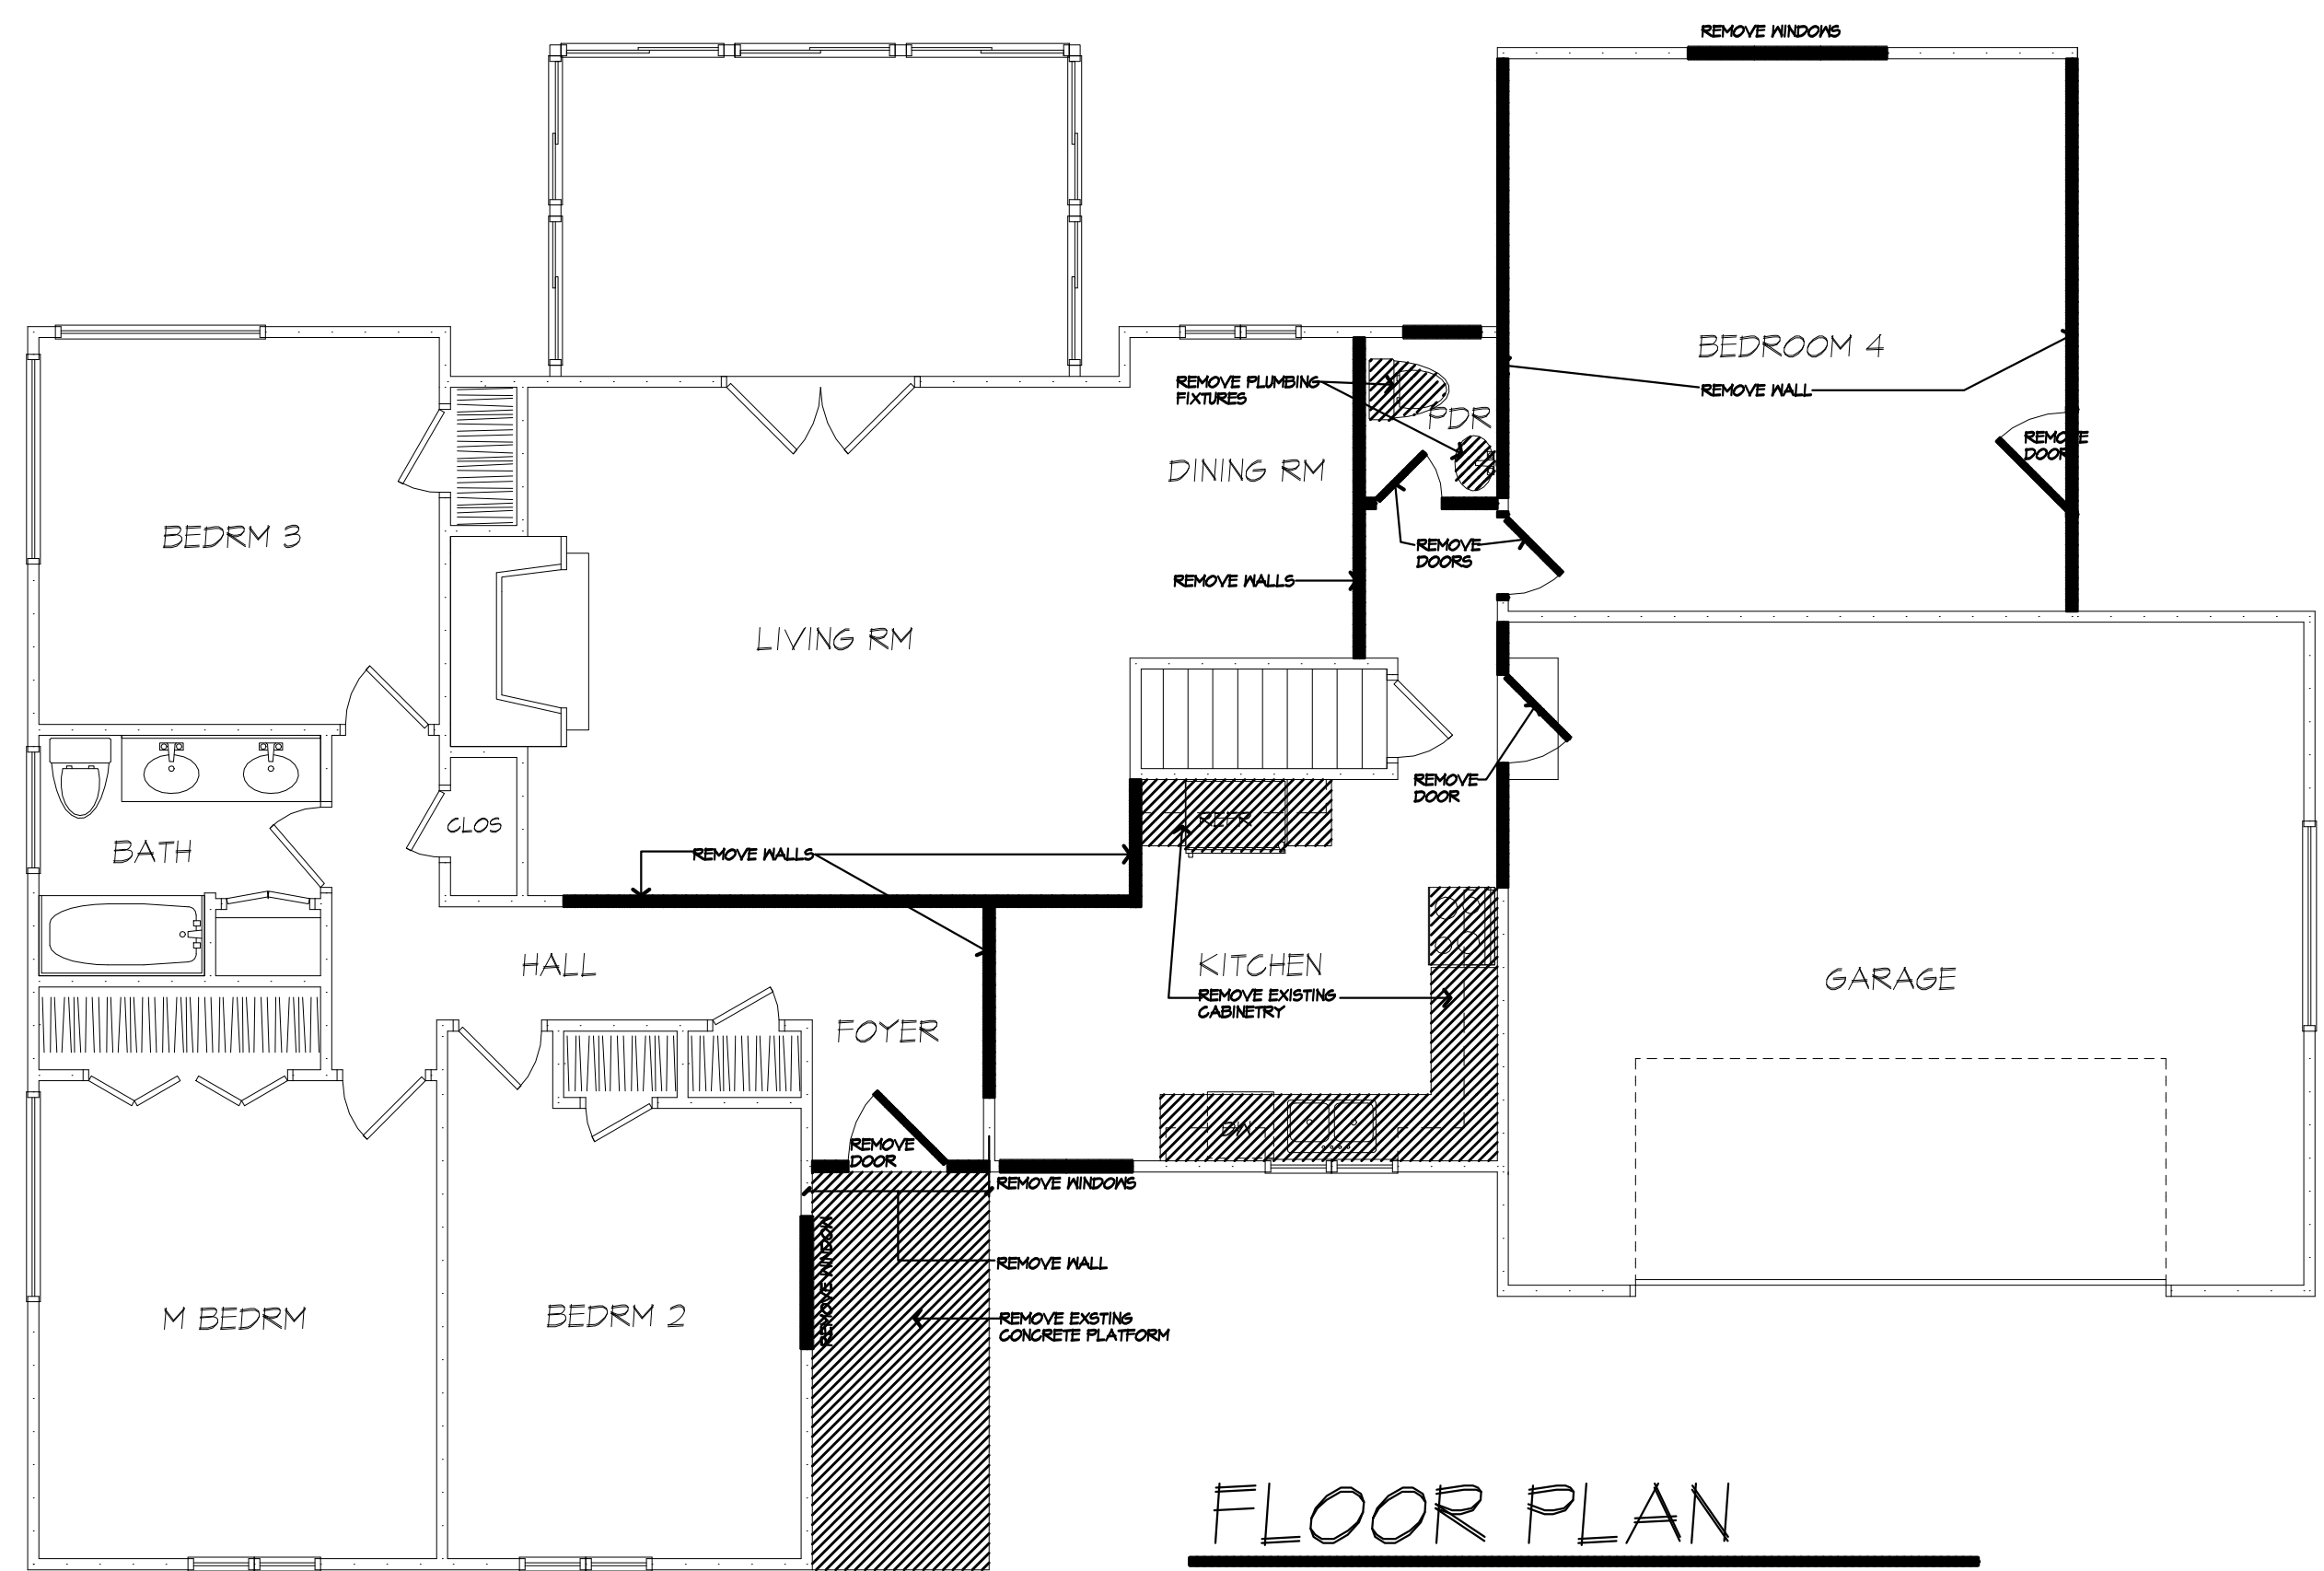 REMOVE WINDOWS
BEDROOM 4
REMOVE WALL
REMOVE PLUMBING
FIXTURES
PDR
REMOVE
DOOR
DINING RM
BEDRM 3
REMOVE
DOORS
REMOVE WALLS
LIVING RM
REMOVE
DOOR
REFR
CLOS
BATH
REMOVE WALLS
HALL
KITCHEN
REMOVE EXISTING
CABINETRY
GARAGE
FOYER
DW
REMOVE
DOOR
REMOVE WINDOWS
REMOVE WINDOW
REMOVE WALL
M BEDRM
BEDRM 2
REMOVE EXSTING
CONCRETE PLATFORM
FLOOR PLAN